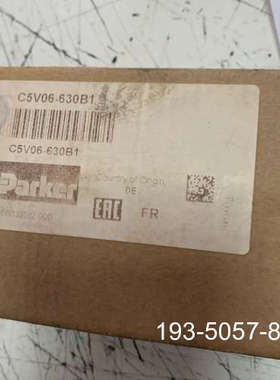 C5V06-630B1
C5V06-630B1
Parker
Country of Origin
DE
EAC
FR
193-5057-8